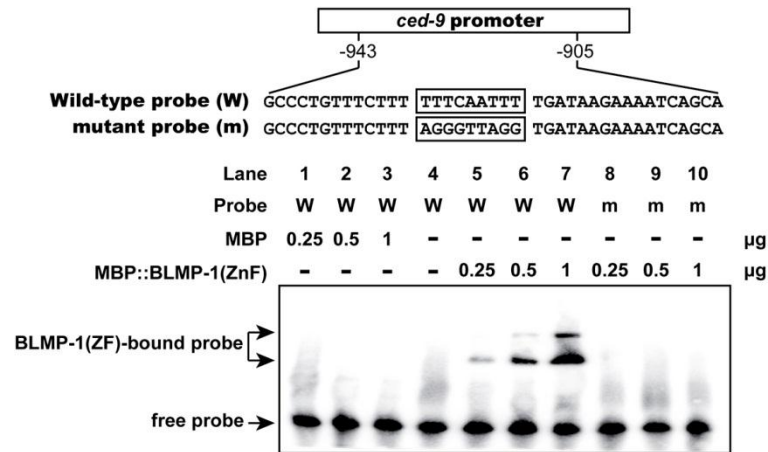 ced-9 promoter
-943 -905
Wild-type probe (W) GCCCTGTTTCTTT TTTCAATTT TGATAAGAAAATCAGCA
mutant probe (m) GCCCTGTTTCTTT AGGGTTAGG TGATAAGAAAATCAGCA
Lane 1 2 3 4 5 6 7 8 9 10
Probe W W W W W W W m m m
MBP 0.25 0.5 1 - - - - - - - µg
MBP::BLMP-1(ZnF) - - - - 0.25 0.5 1 0.25 0.5 1 µg
BLMP-1(ZF)-bound probe
free probe